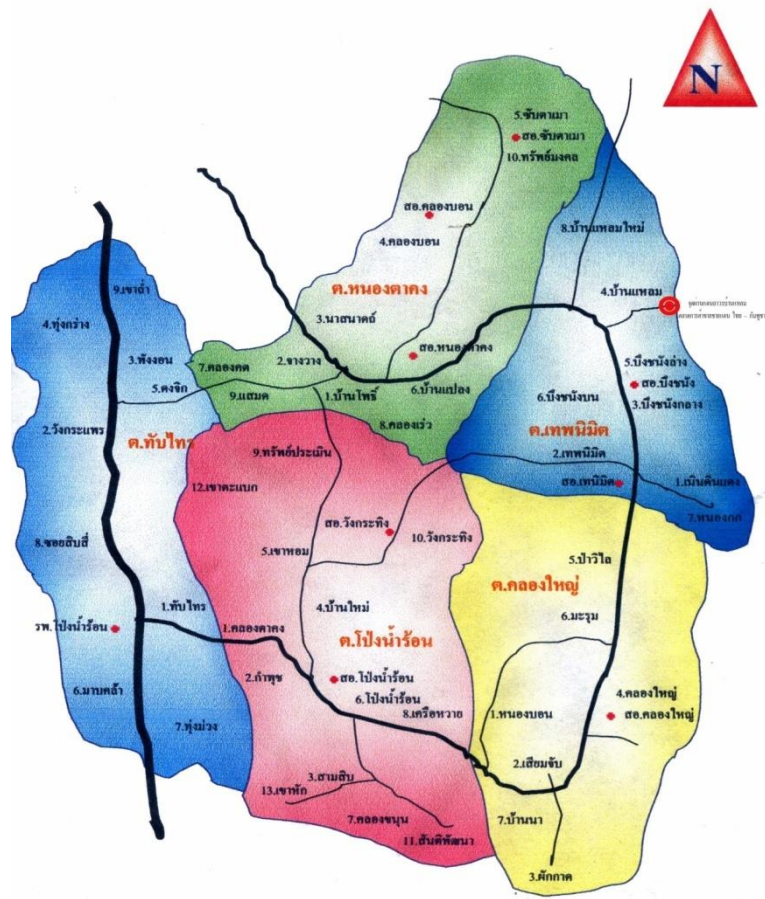 N
5.ซับตาเมา
สอ.ซับตาเมา
10.ทรัพย์มงคล
สอ.คลองบอน
4.คลองบอน
ต.หนองตาคง
3.นาสนาคถ์
สอ.หนองตาคง
2.จางวาง
7.คลองคต
9.แสมด
1.บ้านโพธิ์
6.บ้านแปลง
8.คลองเร่ว
8.บ้านแหลมใหม่
4.บ้านแหลม
5.บึงชนังล่าง
สอ.บึงชนัง
6.บึงชนังบน
3.บึงชนังกลาง
ต.เทพนิมิต
2.เทพนิมิต
สอ.เทนิมิต
1.เนินดินแดง
7.หนองกก
9.เขาถ้ำ
4.ทุ่งกร่าง
3.พังงอน
5.คงจิก
2.วังกระแพร
ต.ทับไทร
8.ซอยสิบสี่
1.ทับไทร
รพ.โป่งน้ำร้อน
6.มาบคล้า
7.ทุ่งม่วง
9.ทรัพย์ประเมิน
12.เขาตะแบก
สอ.วังกระทิง
10.วังกระทิง
5.เขาหอม
4.บ้านใหม่
1.คลองตาคง
ต.โป่งน้ำร้อน
2.กำพุช
สอ.โป่งน้ำร้อน
6.โป่งน้ำร้อน
8.เครือหวาย
3.สามสิบ
13.เขาหัก
7.คลองขนุน
11.สันติพัฒนา
5.ป่าวิไล
ต.คลองใหญ่
6.มะรุม
4.คลองใหญ่
1.หนองบอน
สอ.คลองใหญ่
2.เสียมจับ
7.บ้านนา
3.ผักกาด